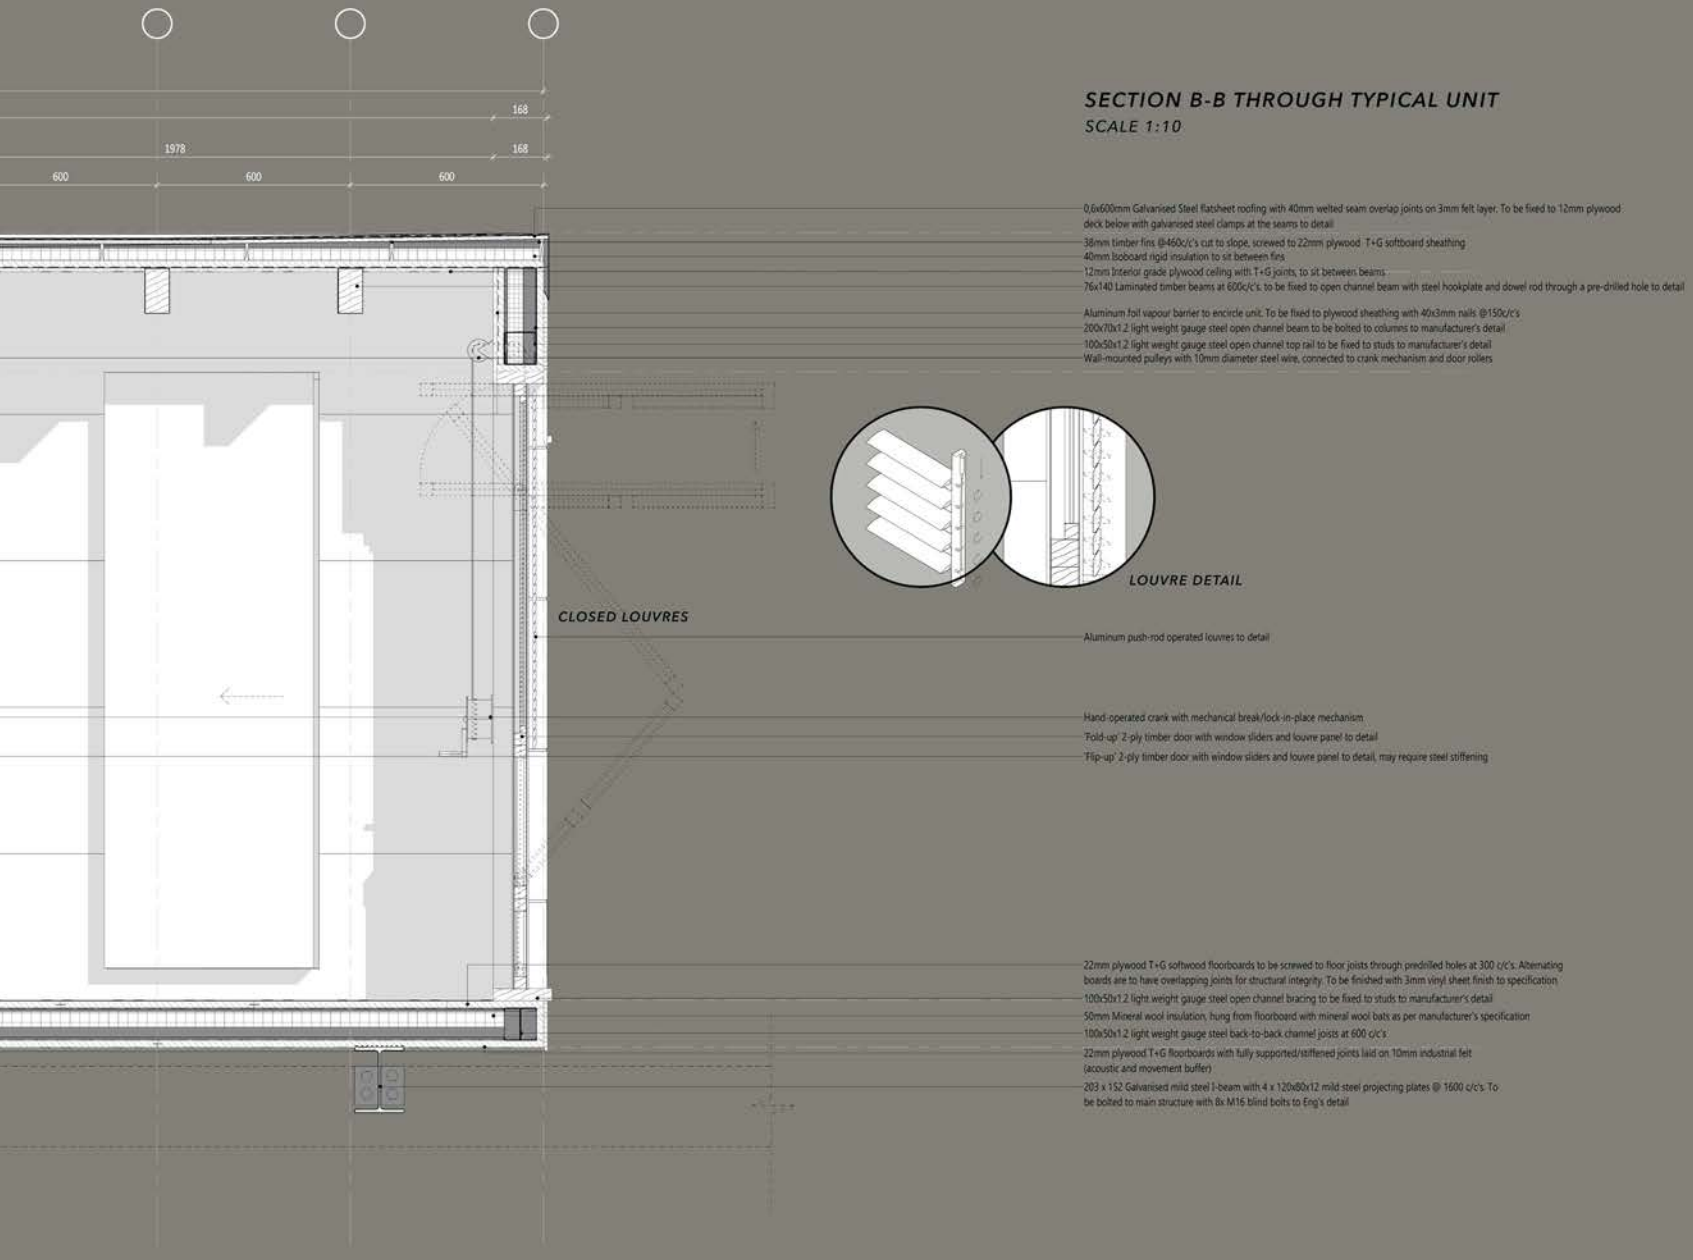 168
1978
168
600
600
600
SECTION B-B THROUGH TYPICAL UNIT
SCALE 1:10
0,6x600mm Galvanised Steel flatsheet roofing with 40mm welted seam overlap joints on 3mm felt layer. To be fixed to 12mm plywood
deck below with galvanised steel clamps at the seams to detail
38mm timber fins @460c/c's cut to slope, screwed to 22mm plywood T+G softboard sheathing
40mm Isoboard rigid insulation to sit between fins
12mm Interior grade plywood ceiling with T+G joints, to sit between beams
76x140 Laminated timber beams at 600c/c's. to be fixed to open channel beam with steel hookplate and dowel rod through a pre-drilled hole to detail
Aluminum foil vapour barrier to encircle unit. To be fixed to plywood sheathing with 40x3mm nails @150c/c's
200x70x1.2 light weight gauge steel open channel beam to be bolted to columns to manufacturer's detail
100x50x1.2 light weight gauge steel open channel top rail to be fixed to studs to manufacturer's detail
Wall-mounted pulleys with 10mm diameter steel wire, connected to crank mechanism and door rollers
LOUVRE DETAIL
CLOSED LOUVRES
Aluminum push-rod operated louvres to detail
Hand-operated crank with mechanical break/lock-in-place mechanism
'Fold-up' 2-ply timber door with window sliders and louvre panel to detail
'Flip-up' 2-ply timber door with window sliders and louvre panel to detail, may require steel stiffening
22mm plywood T+G softwood floorboards to be screwed to floor joists through predrilled holes at 300 c/c's. Alternating
boards are to have overlapping joints for structural integrity. To be finished with 3mm vinyl sheet finish to specification
100x50x1.2 light weight gauge steel open channel bracing to be fixed to studs to manufacturer's detail
50mm Mineral wool insulation, hung from floorboard with mineral wool bats as per manufacturer's specification
100x50x1.2 light weight gauge steel back-to-back channel joists at 600 c/c's
22mm plywood T+G floorboards with fully supported/stiffened joints laid on 10mm industrial felt
(acoustic and movement buffer)
203 x 152 Galvanised mild steel I-beam with 4 x 120x80x12 mild steel projecting plates @ 1600 c/c's. To
be bolted to main structure with 8x M16 blind bolts to Eng's detail